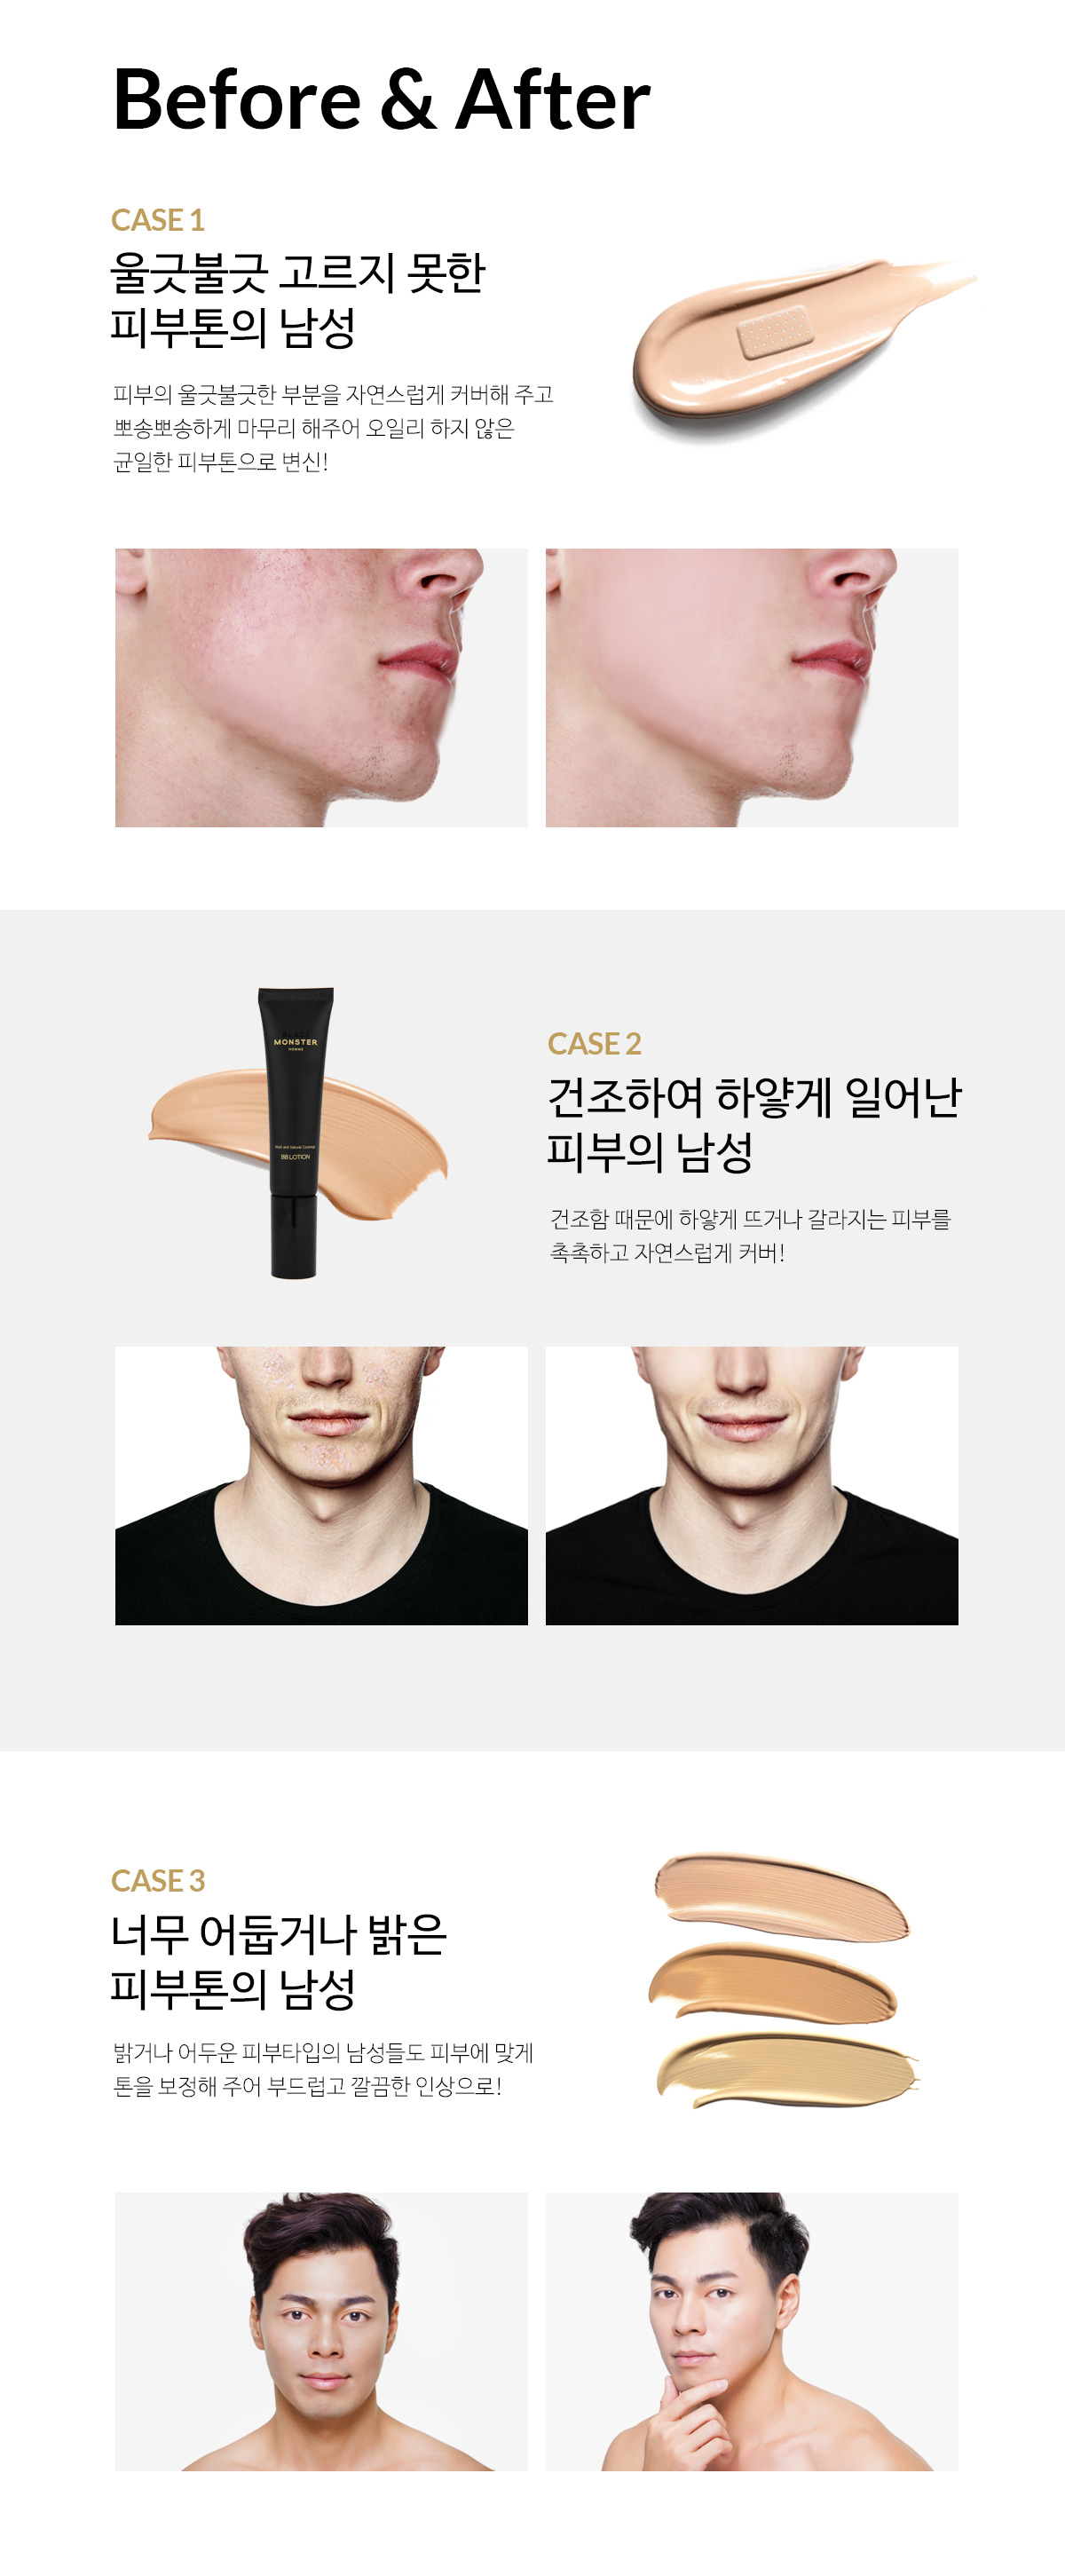 Before & After
CASE 1
울긋불긋 고르지 못한
피부톤의 남성
피부의 울긋불긋한 부분을 자연스럽게 커버해 주고
뽀송뽀송하게 마무리 해주어 오일리 하지 않은
균일한 피부톤으로 변신!
MONSTER
HOMME
BB LOTION
CASE 2
건조하여 하얗게 일어난
피부의 남성
건조함 때문에 하얗게 뜨거나 갈라지는 피부를
촉촉하고 자연스럽게 커버!
CASE 3
너무 어둡거나 밝은
피부톤의 남성
밝거나 어두운 피부타입의 남성들도 피부에 맞게
톤을 보정해 주어 부드럽고 깔끔한 인상으로!